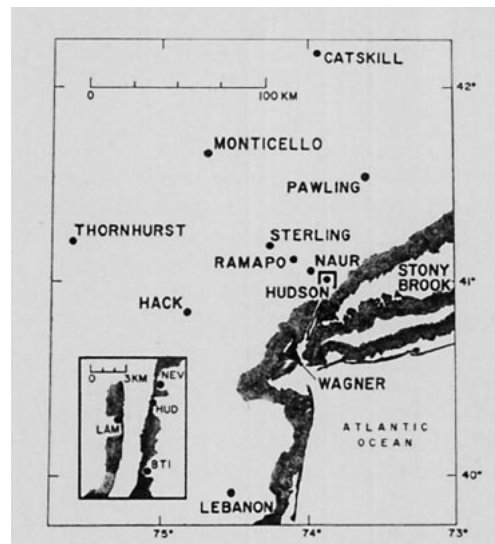 CATSKILL
42°
0 100 KM
MONTICELLO
PAWLING
THORNHURST
STERLING
RAMAPO
NAUR
STONY
BROOK
41°
HUDSON
HACK
WAGNER
0 3 KM
NEV
HUD
LAM
BTI
ATLANTIC
OCEAN
40°
LEBANON
75° 74° 73°